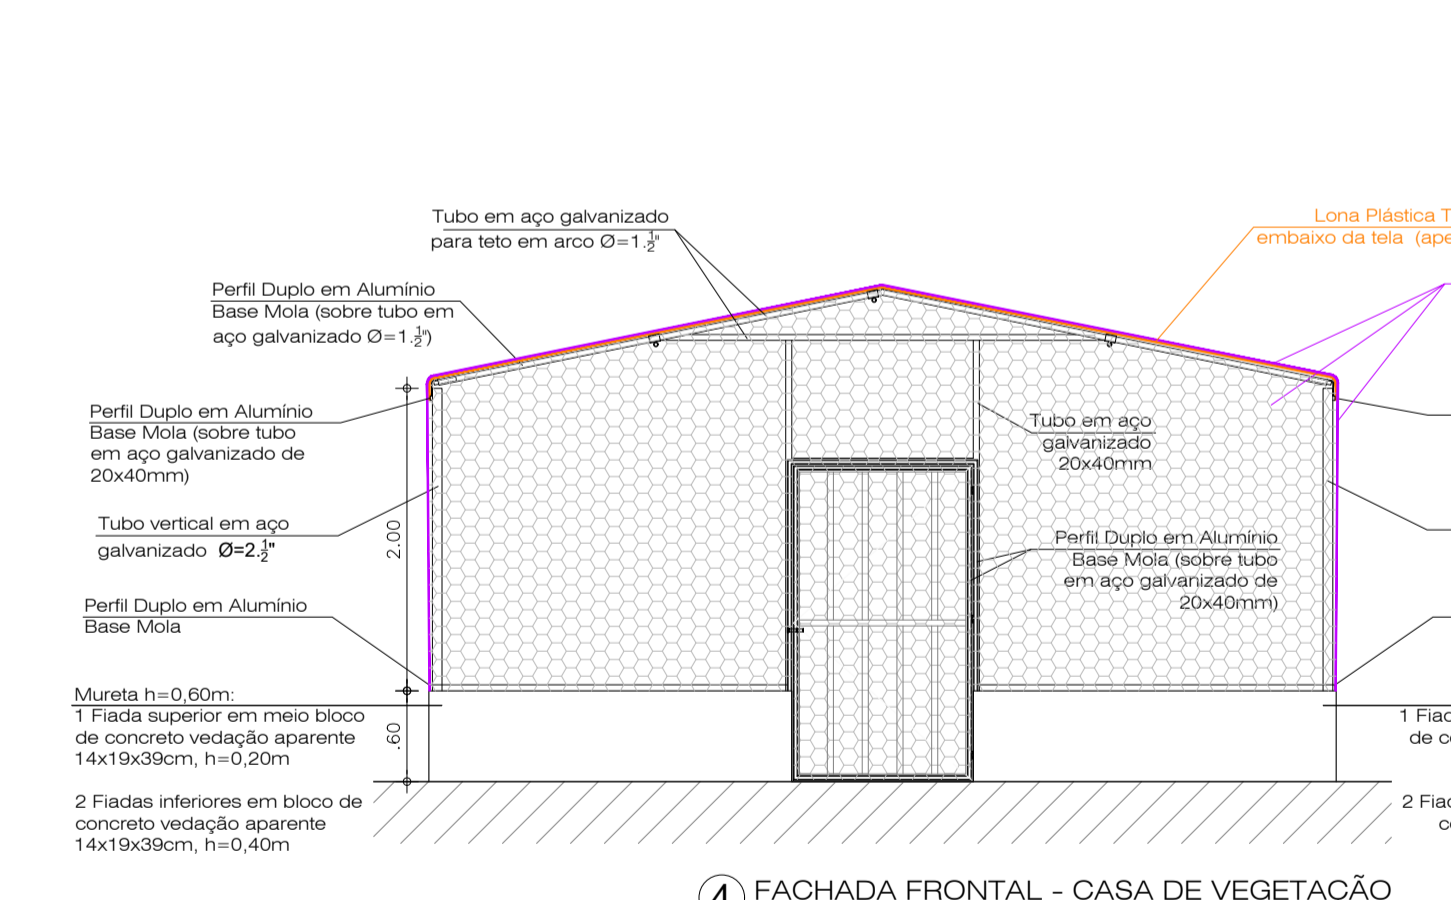 Tubo em aço galvanizado
para teto em arco Ø=1.½"
Lona Plástica
embaixo da tela
Perfil Duplo em Alumínio
Base Mola (sobre tubo em
aço galvanizado Ø=1.½")
Perfil Duplo em Alumínio
Base Mola (sobre tubo
em aço galvanizado de
20x40mm)
Tubo em aço
galvanizado
20x40mm
Tubo vertical em aço
galvanizado Ø=2.½"
2.00
Perfil Duplo em Alumínio
Base Mola (sobre tubo
em aço galvanizado de
20x40mm)
Perfil Duplo em Alumínio
Base Mola
Mureta h=0,60m:
1 Fiada superior em meio bloco
de concreto vedação aparente
14x19x39cm, h=0,20m
.60
2 Fiadas inferiores em bloco de
concreto vedação aparente
14x19x39cm, h=0,40m
1
de
2
4 FACHADA FRONTAL - CASA DE VEGETAÇÃO